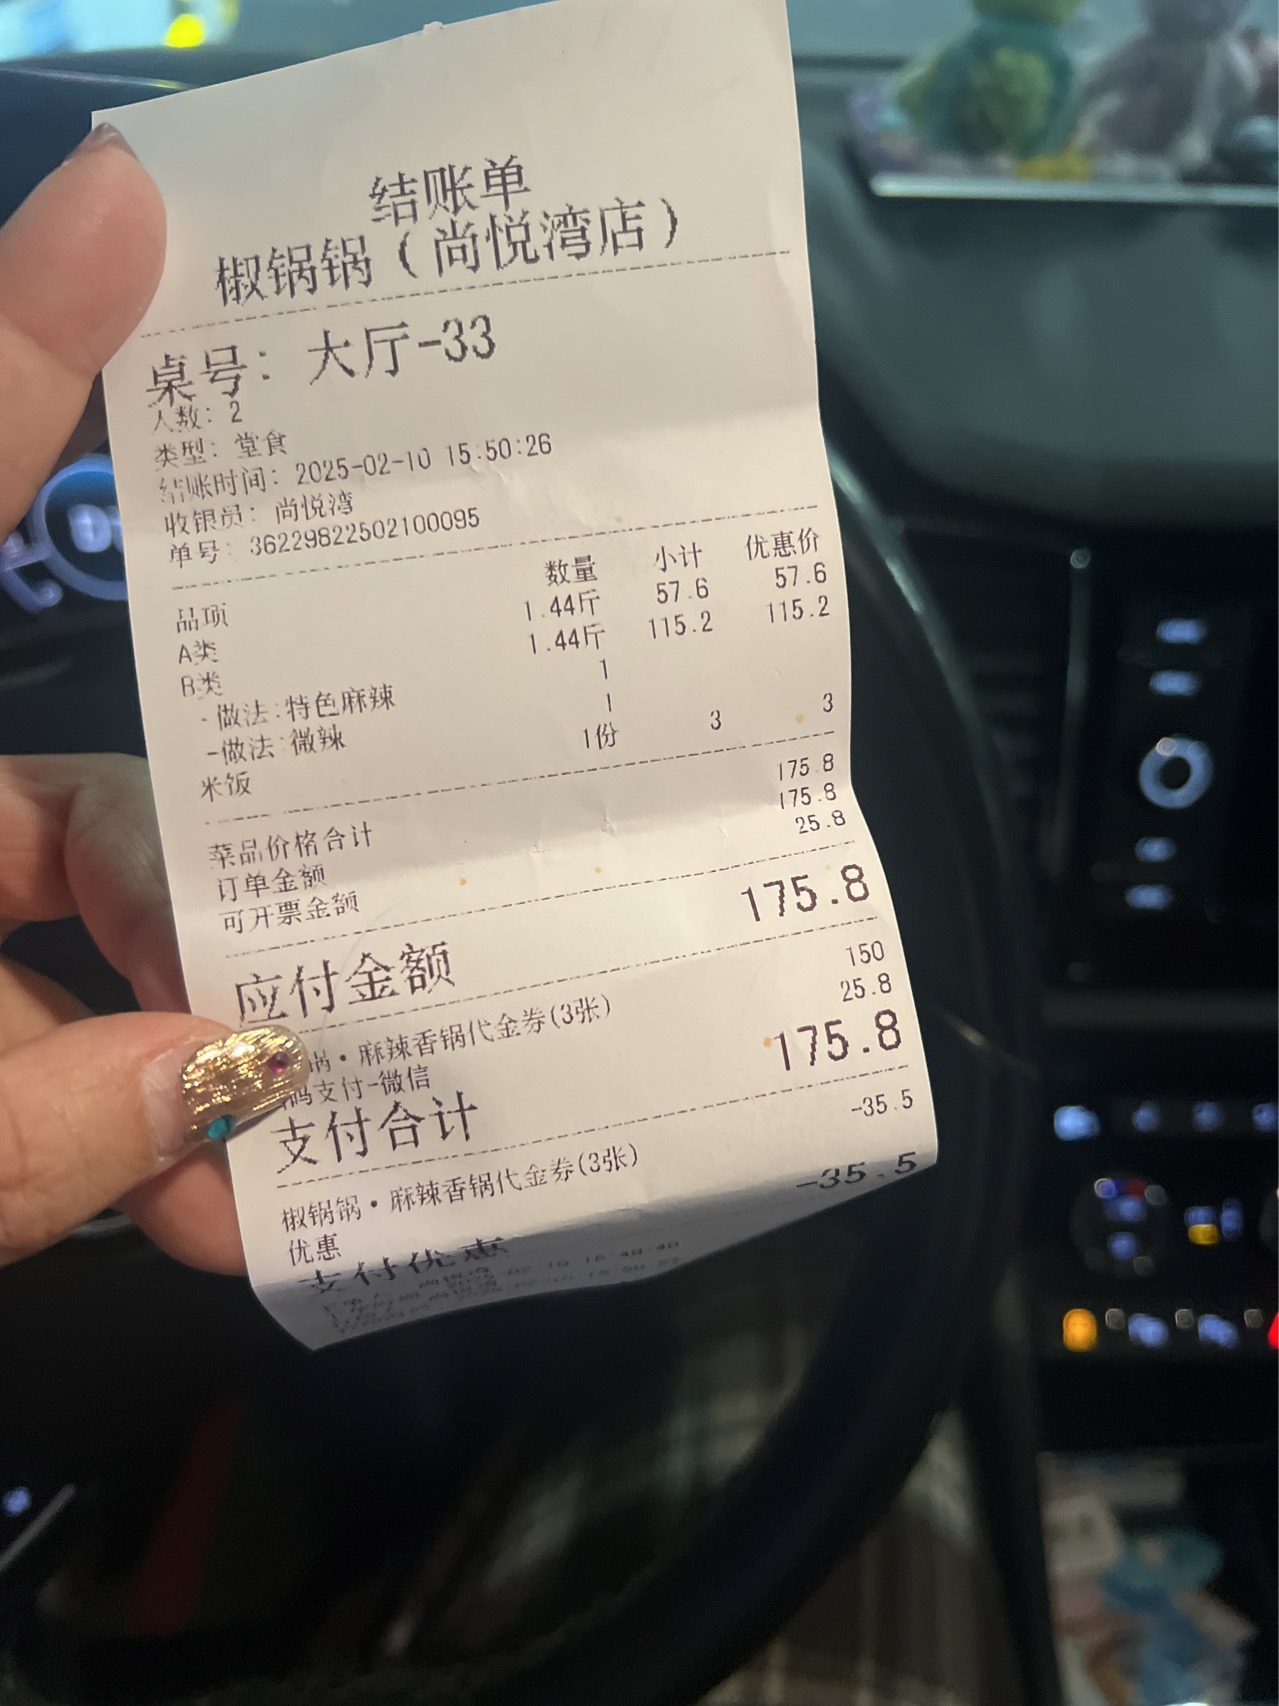 结账单
椒锅锅（尚悦湾店）
桌号：大厅-33
人数：2
类型：堂食
结账时间：2025-02-10 15:50:26
收银员：尚悦湾
单号：36229822502100095
品项 数量 小计 优惠价
A类 1.44斤 57.6 57.6
B类 1.44斤 115.2 115.2
-做法:特色麻辣 1
-做法:微辣 1
米饭 1份 3 3
菜品价格合计 175.8
订单金额 175.8
可开票金额 25.8
应付金额 175.8
锅·麻辣香锅代金券(3张) 150
码支付-微信 25.8
支付合计 175.8
椒锅锅·麻辣香锅代金券(3张) -35.5
优惠
支付优惠 -35.5